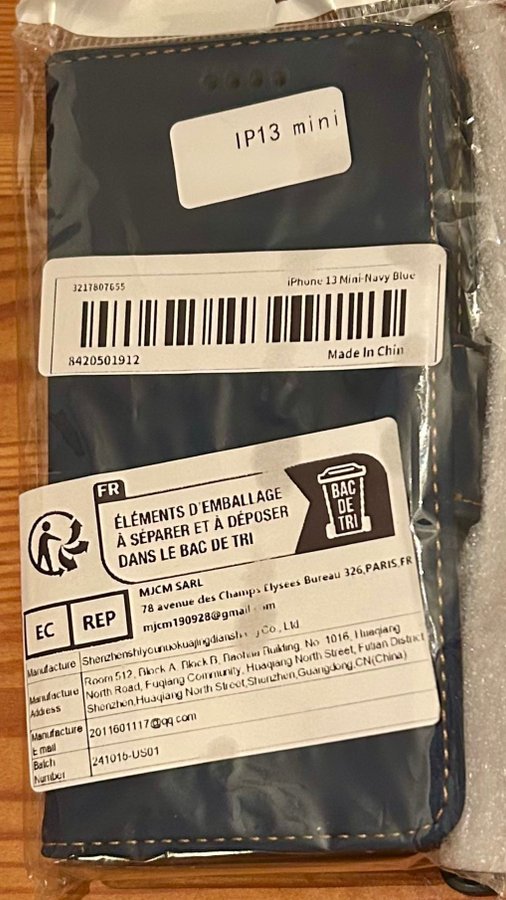 IP13 mini
3217807655
iPhone 13 Mini-Navy Blue
8420501912
Made In Chin
FR
ÉLÉMENTS D'EMBALLAGE
À SÉPARER ET À DÉPOSER
DANS LE BAC DE TRI
BAC
DE
TRI
EC REP
MJCM SARL
78 avenue des Champs Elysees Bureau 326,PARIS,FR
Manufacture
Co., Ltd
Manufacture
Address
Room 512, Block A, Block B, Building, No. 1016, Huaqiang
North Road, Fuqiang Community, Huaqiang North Street, Futian District
Shenzhen,Huaqiang North Street,Shenzhen,Guangdong,CN(China)
Manufacture
E mail
2011601117@qq.com
Batch
Number
241015-US01